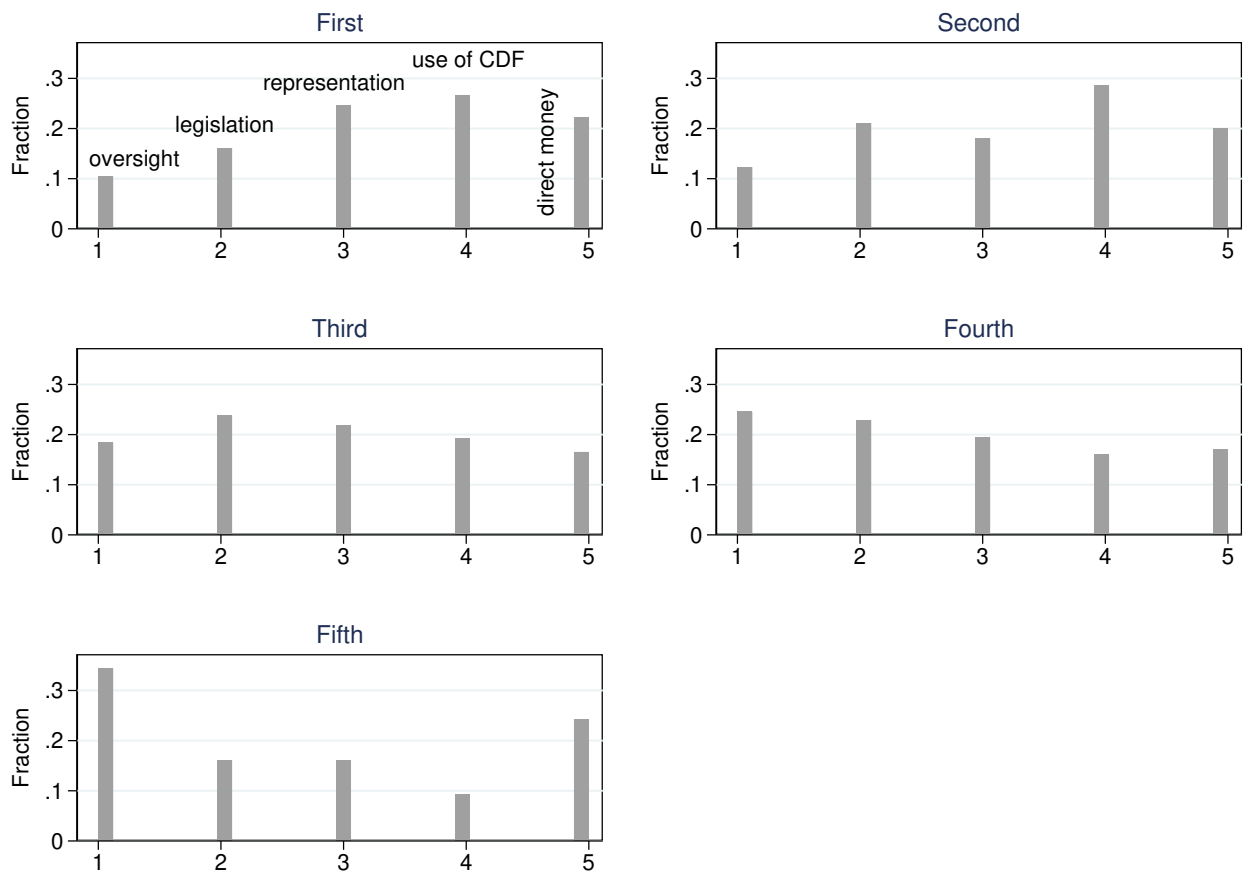 First
Fraction
.3
.2
.1
0
oversight
legislation
representation
use of CDF
direct money
1 2 3 4 5
Second
Fraction
.3
.2
.1
0
1 2 3 4 5
Third
Fraction
.3
.2
.1
0
1 2 3 4 5
Fourth
Fraction
.3
.2
.1
0
1 2 3 4 5
Fifth
Fraction
.3
.2
.1
0
1 2 3 4 5